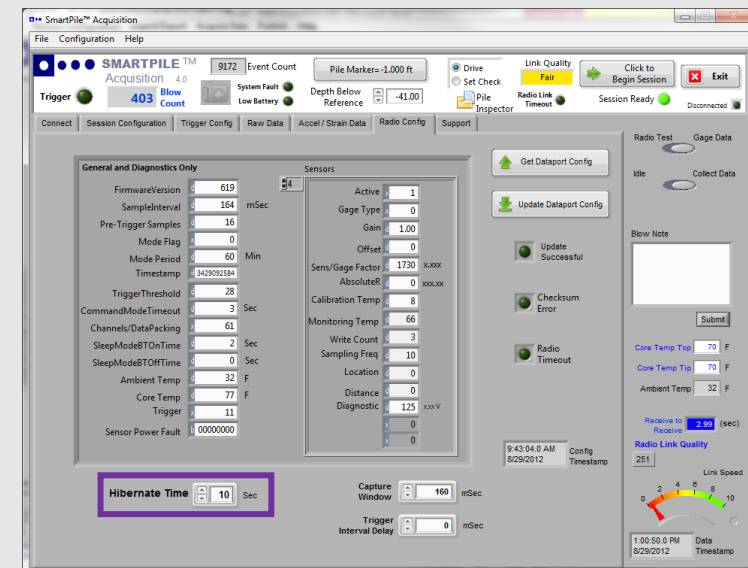 SmartPile™ Acquisition
File Configuration Help
SMARTPILE TM
Acquisition 4.0
Trigger
403 Blow Count
9172 Event Count
System Fault
Low Battery
Pile Marker=-1.000 ft
Depth Below Reference -41.00
Drive
Set Check
Pile Inspector
Link Quality
Fair
Radio Link Timeout
Click to Begin Session
Session Ready
Exit
Disconnected
Connect Session Configuration Trigger Config Raw Data Accel / Strain Data Radio Config Support
General and Diagnostics Only
FirmwareVersion d 619
SampleInterval d 164 mSec
Pre-Trigger Samples d 16
Mode Flag x 0
Mode Period d 60 Min
Timestamp d 3429092584
TriggerThreshold d 28
CommandModeTimeout d 3 Sec
Channels/DataPacking x 61
SleepModeBTOnTime d 2 Sec
SleepModeBTOffTime d 0 Sec
Ambient Temp d 32 F
Core Temp d 77 F
Trigger x 11
Sensor Power Fault b 00000000
Sensors
4
Active x 1
Gage Type x 0
Gain d 1.00
Offset d 0
Sens/Gage Factor d 1730 x.xxx
AbsoluteR d 0 xxx.xx
Calibration Temp d 8
Monitoring Temp d 66
Write Count d 3
Sampling Freq d 10
Location d 0
Distance d 0
Diagnostic d 125 x.xx V
x 0
x 0
Get Dataport Config
Update Dataport Config
Update Successful
Checksum Error
Radio Timeout
9:43:04.0 AM
8/29/2012
Config Timestamp
Hibernate Time 10 Sec
Capture Window 160 mSec
Trigger Interval Delay 0 mSec
Radio Test Gage Data
Idle Collect Data
Blow Note
Submit
Core Temp Top 70 F
Core Temp Tip 70 F
Ambient Temp 32 F
Receive to Receive 2.99 (sec)
Radio Link Quality
251
Link Speed
0 2 4 6 8 10
1:00:50.0 PM
8/29/2012
Data Timestamp